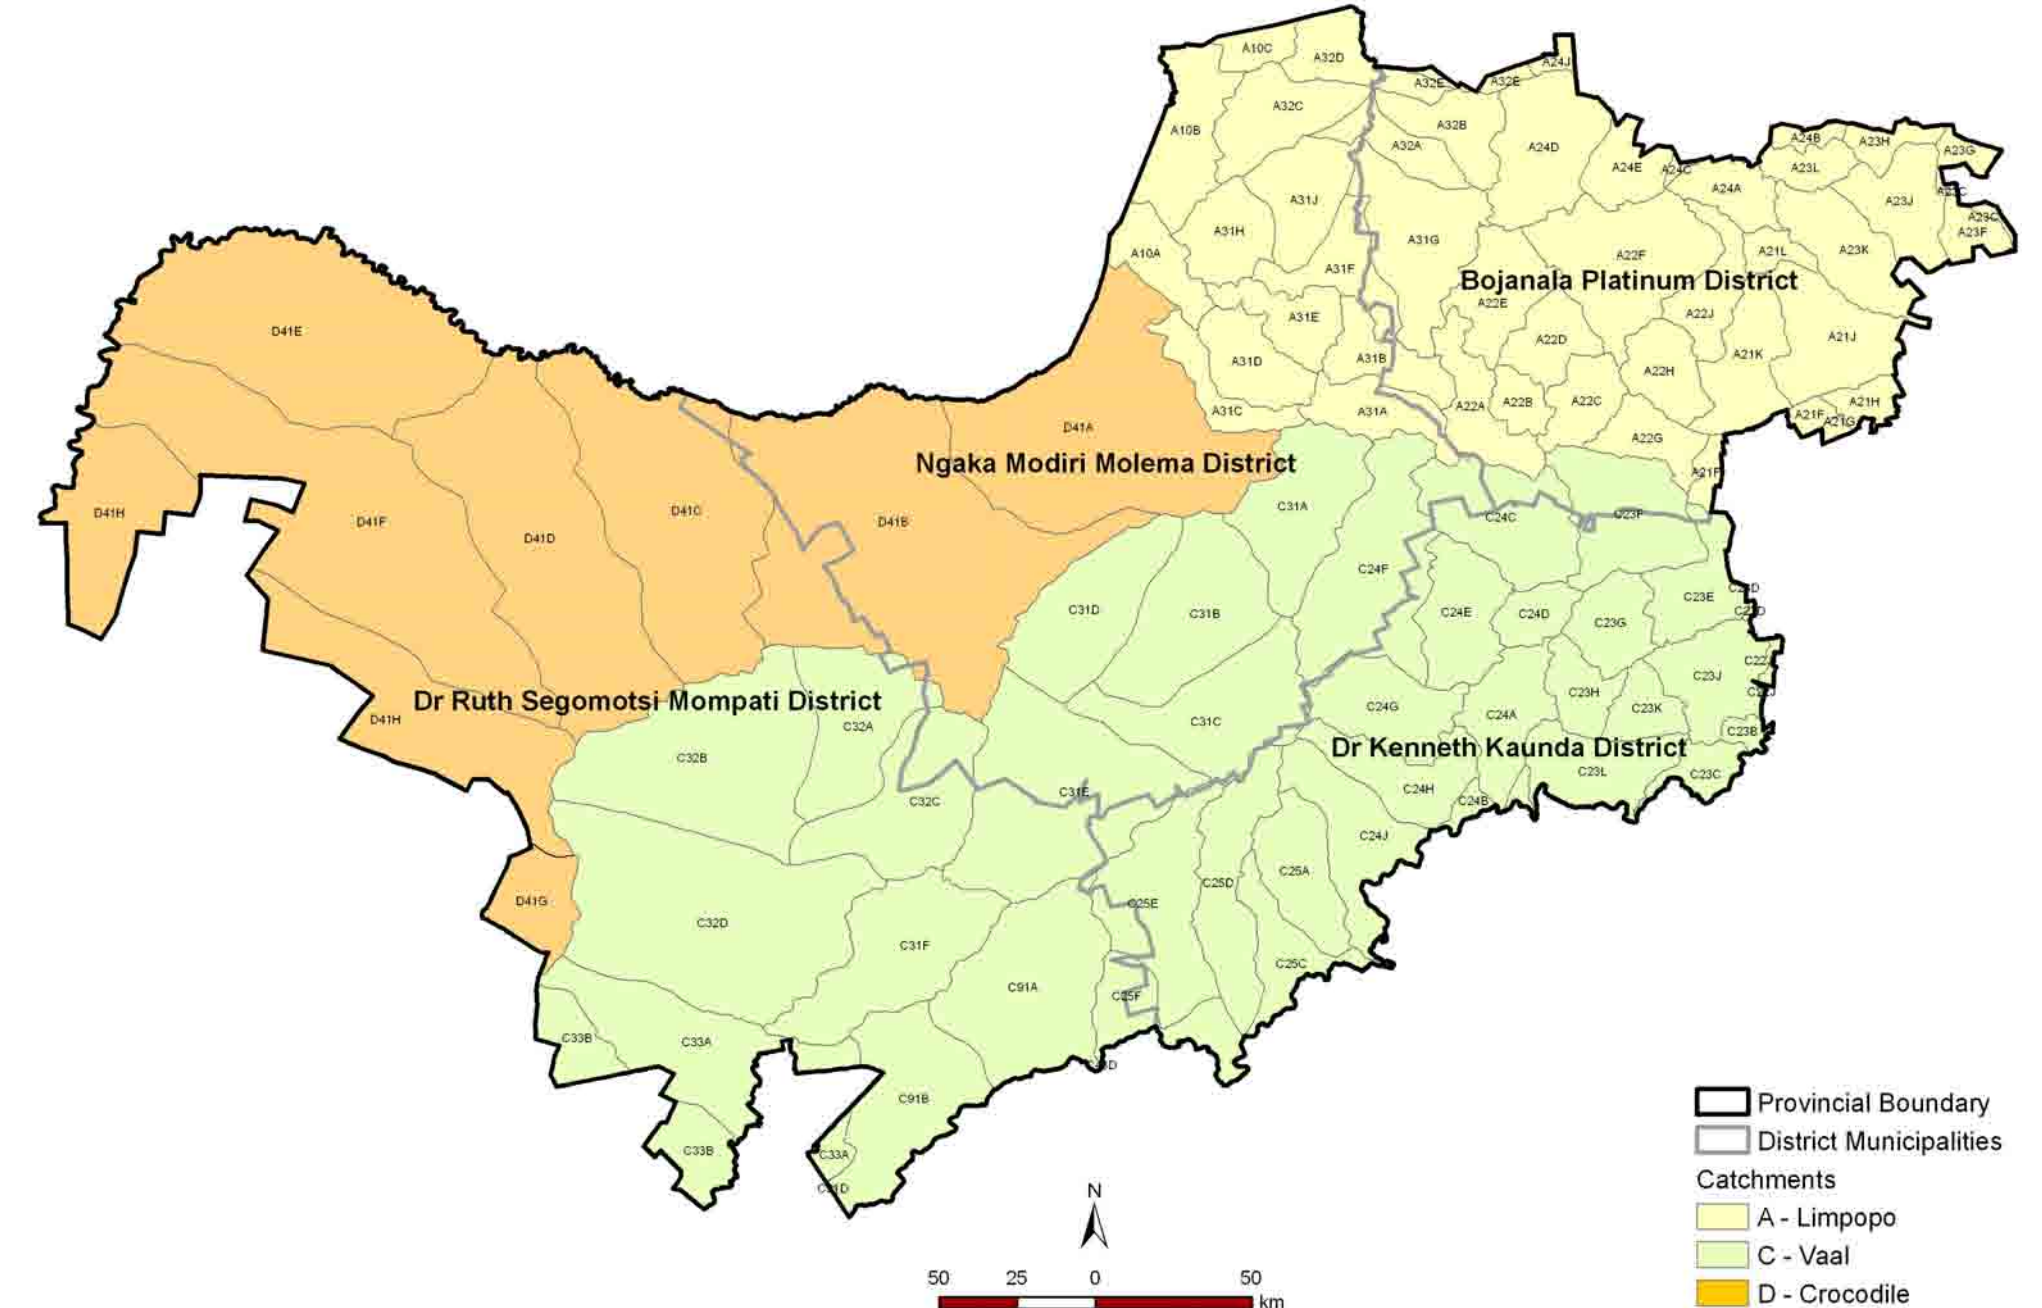 A10C
A32D
A32E
A32E
A24J
A32C
A10B
A32B
A32A
A24D
A24B
A23H
A23G
A24E
A24C
A23L
A24A
A23J
A31J
A23C
A23F
A31H
A31G
A10A
A22F
A21L
A23K
A31F
Bojanala Platinum District
A22E
A31E
A22J
D41E
A22D
A21J
A31D
A31B
A21K
A22H
A22A
A22B
A22C
A21H
A31C
A31A
A21F
A21G
D41A
A22G
Ngaka Modiri Molema District
A21F
D41H
D41F
D41C
D41B
C31A
C24C
C23F
D41D
C24F
C23E
C31D
C31B
C24E
C24D
C23G
C23J
Dr Ruth Segomotsi Mompati District
C23H
D41H
C32A
C31C
C24G
C24A
C23K
C23B
Dr Kenneth Kaunda District
C32B
C23L
C23C
C31E
C24H
C32C
C24B
C24J
C25A
C25D
D41G
C25E
C32D
C31F
C25C
C91A
C25F
C33B
C33A
C91B
C33B
C33A
N
50 25 0 50
km
Provincial Boundary
District Municipalities
Catchments
A - Limpopo
C - Vaal
D - Crocodile